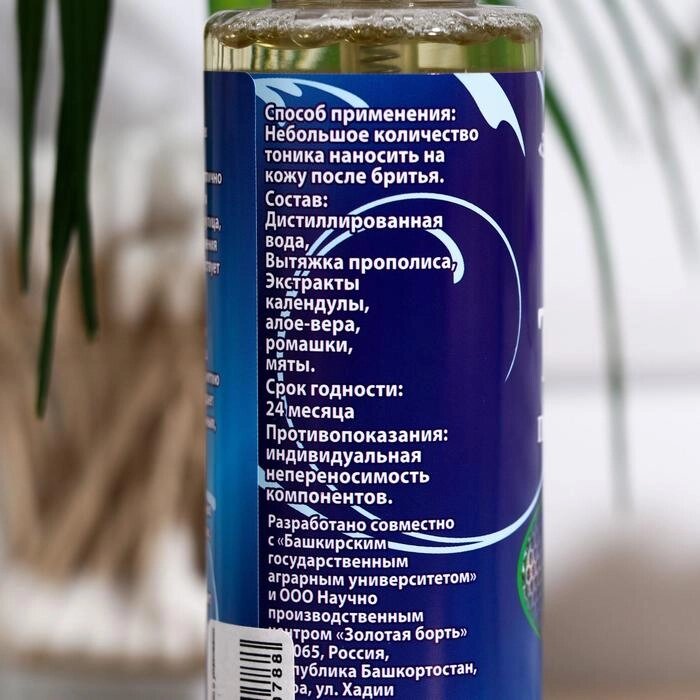 Способ применения:
Небольшое количество
тоника наносить на
кожу после бритья.
Состав:
Дистиллированная
вода,
Вытяжка прополиса,
Экстракты
календулы,
алое-вера,
ромашки,
мяты.
Срок годности:
24 месяца
Противопоказания:
индивидуальная
непереносимость
компонентов.
Разработано совместно
с «Башкирским
государственным
аграрным университетом»
и ООО Научно
производственным
центром «Золотая борть»
065, Россия,
Башкортостан,
ул. Хадии
788